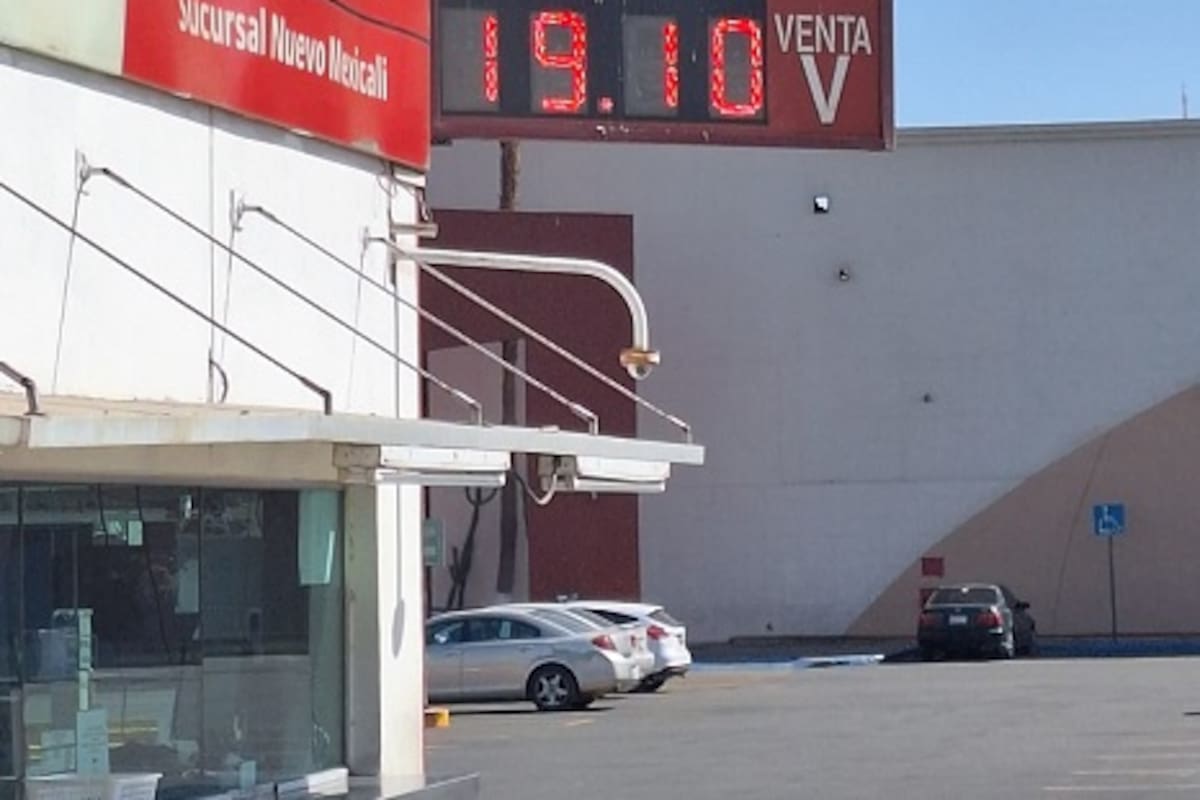 Sucursal Nuevo Mexicali
19.10
VENTA
V